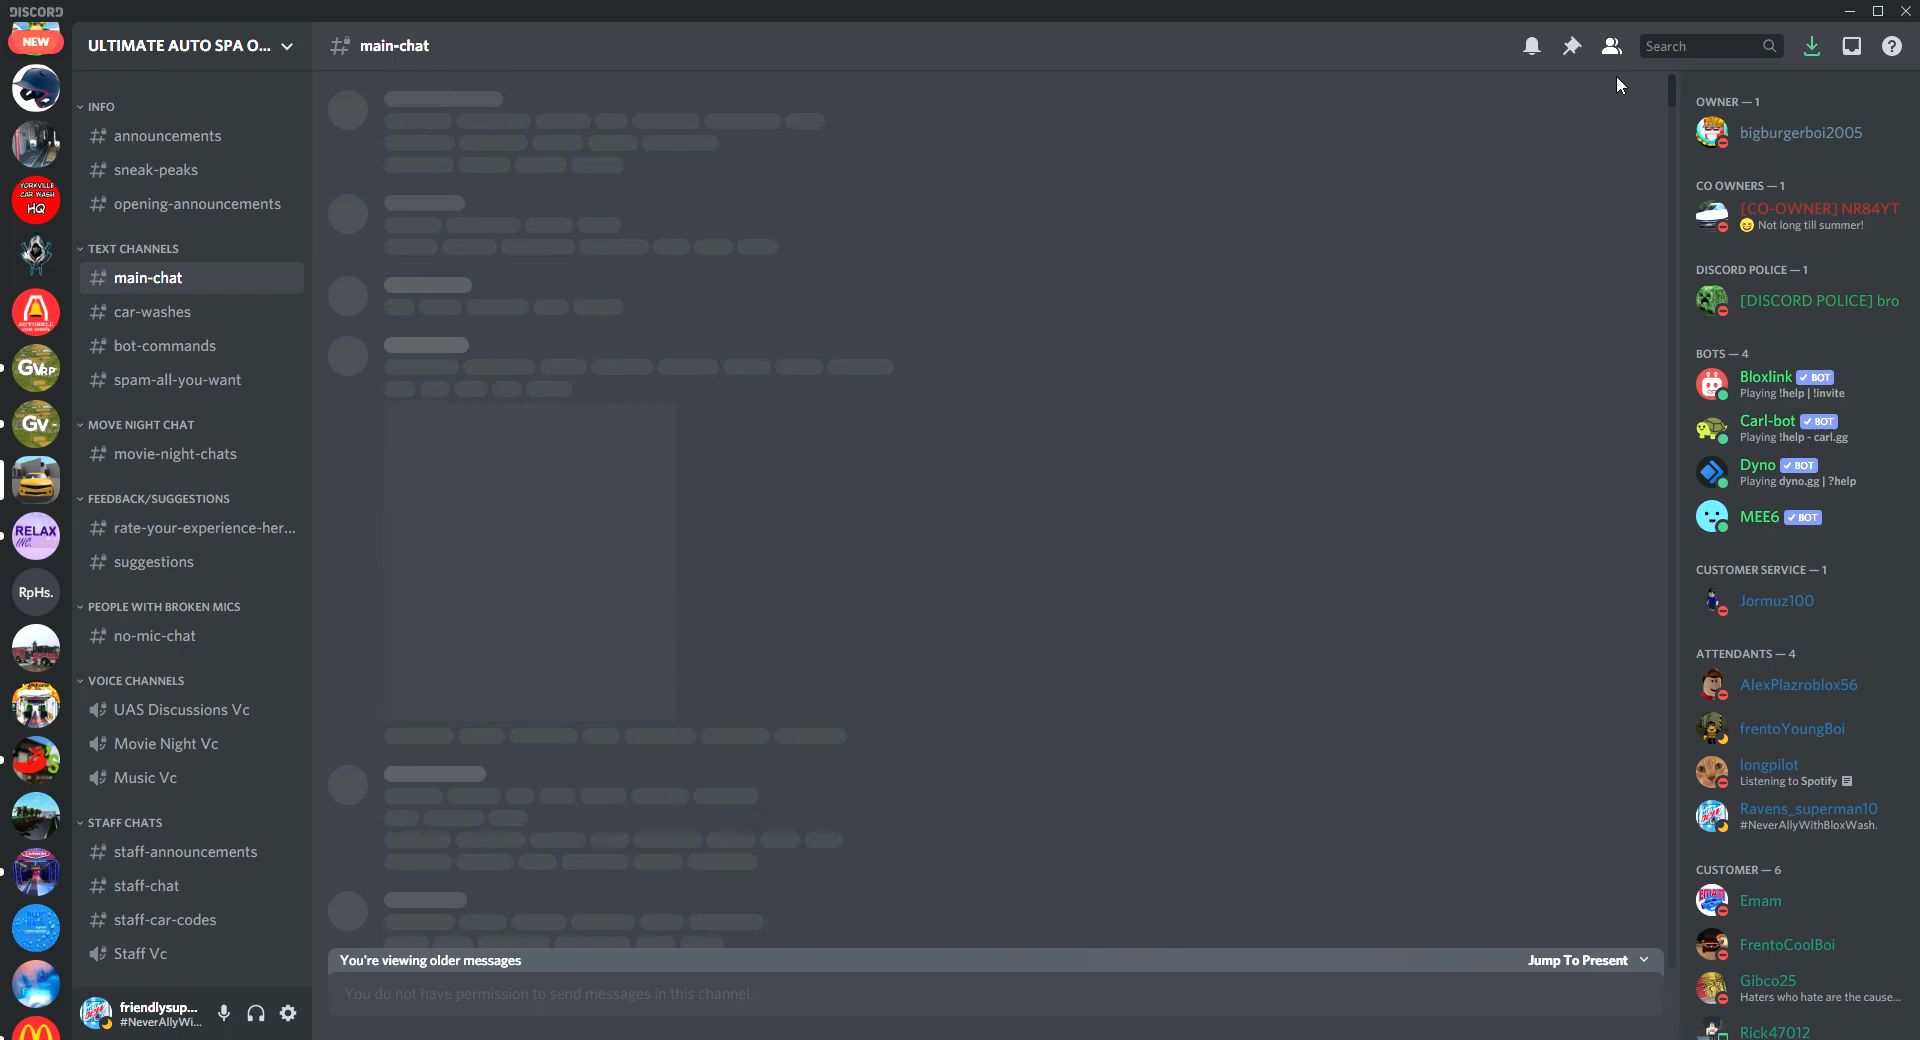 DISCORD
NEW
YORKVILLE
CAR WASH
HQ
AUTOBELL
GVRP
GV -
RELAX
INC.
RpHs.
ULTIMATE AUTO SPA O...
INFO
announcements
sneak-peaks
opening-announcements
TEXT CHANNELS
main-chat
car-washes
bot-commands
spam-all-you-want
MOVE NIGHT CHAT
movie-night-chats
FEEDBACK/SUGGESTIONS
rate-your-experience-her...
suggestions
PEOPLE WITH BROKEN MICS
no-mic-chat
VOICE CHANNELS
UAS Discussions Vc
Movie Night Vc
Music Vc
STAFF CHATS
staff-announcements
staff-chat
staff-car-codes
Staff Vc
friendlysup...
#NeverAllyWi...
main-chat
Search
You're viewing older messages
Jump To Present
You do not have permission to send messages in this channel.
OWNER — 1
bigburgerboi2005
CO OWNERS — 1
[CO-OWNER] NR84YT
Not long till summer!
DISCORD POLICE — 1
[DISCORD POLICE] bro
BOTS — 4
Bloxlink ✓ BOT
Playing !help | !invite
Carl-bot ✓ BOT
Playing !help - carl.gg
Dyno ✓ BOT
Playing dyno.gg | ?help
MEE6 ✓ BOT
CUSTOMER SERVICE — 1
Jormuz100
ATTENDANTS — 4
AlexPlazroblox56
frentoYoungBoi
longpilot
Listening to Spotify
Ravens_superman10
#NeverAllyWithBloxWash.
CUSTOMER — 6
Emam
FrentoCoolBoi
Gibco25
Haters who hate are the cause...
Rick47012